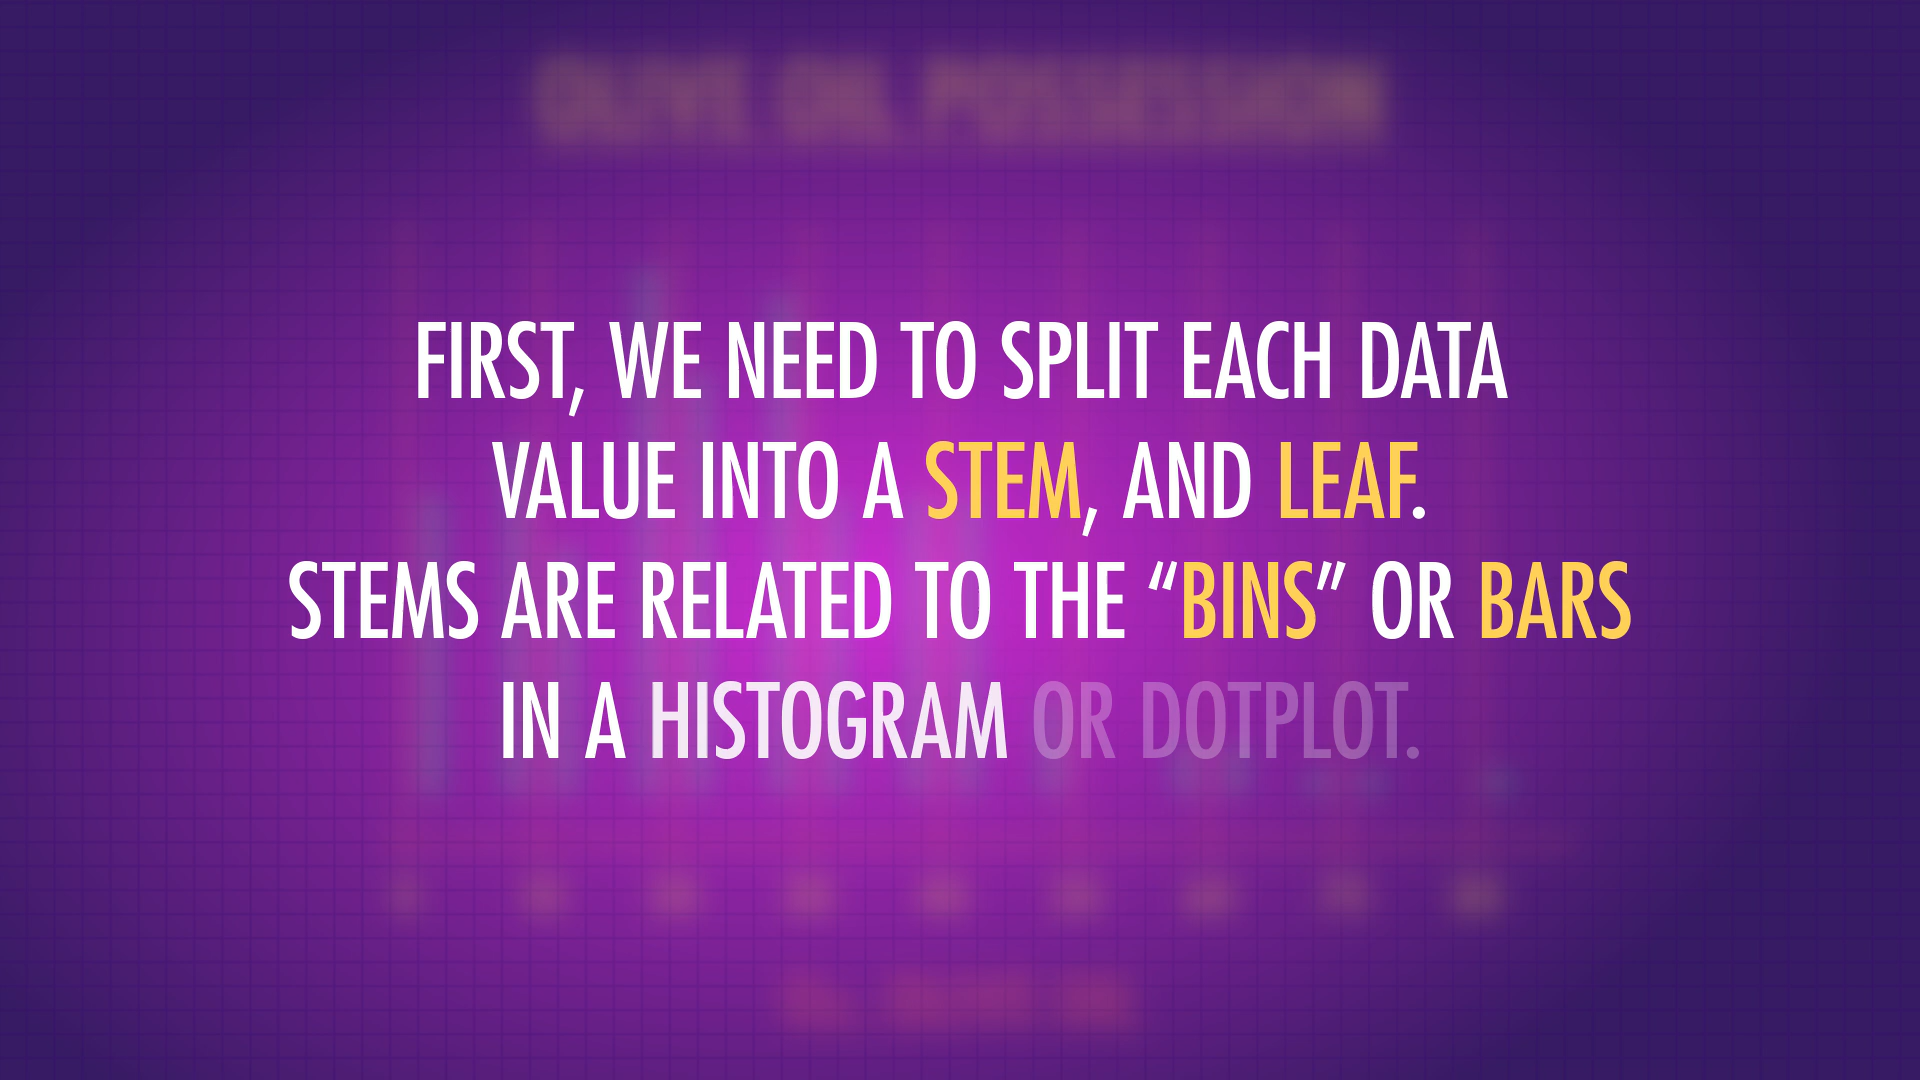 FIRST, WE NEED TO SPLIT EACH DATA
VALUE INTO A STEM, AND LEAF.
STEMS ARE RELATED TO THE “BINS” OR BARS
IN A HISTOGRAM OR DOTPLOT.